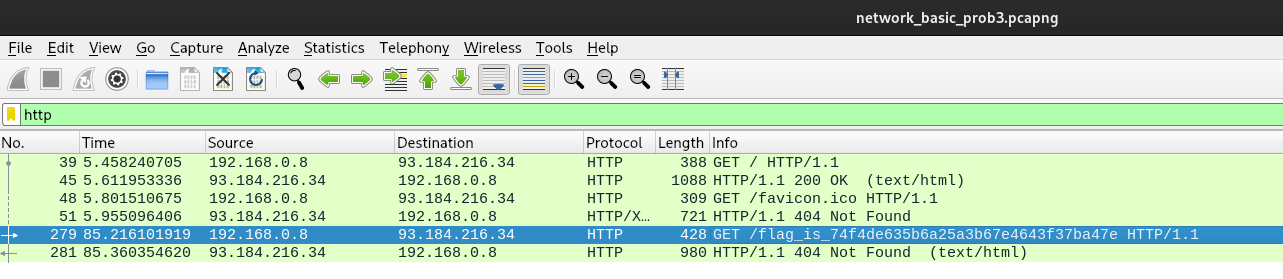 network_basic_prob3.pcapng
File Edit View Go Capture Analyze Statistics Telephony Wireless Tools Help
http
No. Time Source Destination Protocol Length Info
39 5.458240705 192.168.0.8 93.184.216.34 HTTP 388 GET / HTTP/1.1
45 5.611953336 93.184.216.34 192.168.0.8 HTTP 1088 HTTP/1.1 200 OK (text/html)
48 5.801510675 192.168.0.8 93.184.216.34 HTTP 309 GET /favicon.ico HTTP/1.1
51 5.955096406 93.184.216.34 192.168.0.8 HTTP/X… 721 HTTP/1.1 404 Not Found
279 85.216101919 192.168.0.8 93.184.216.34 HTTP 428 GET /flag_is_74f4de635b6a25a3b67e4643f37ba47e HTTP/1.1
281 85.360354620 93.184.216.34 192.168.0.8 HTTP 980 HTTP/1.1 404 Not Found (text/html)